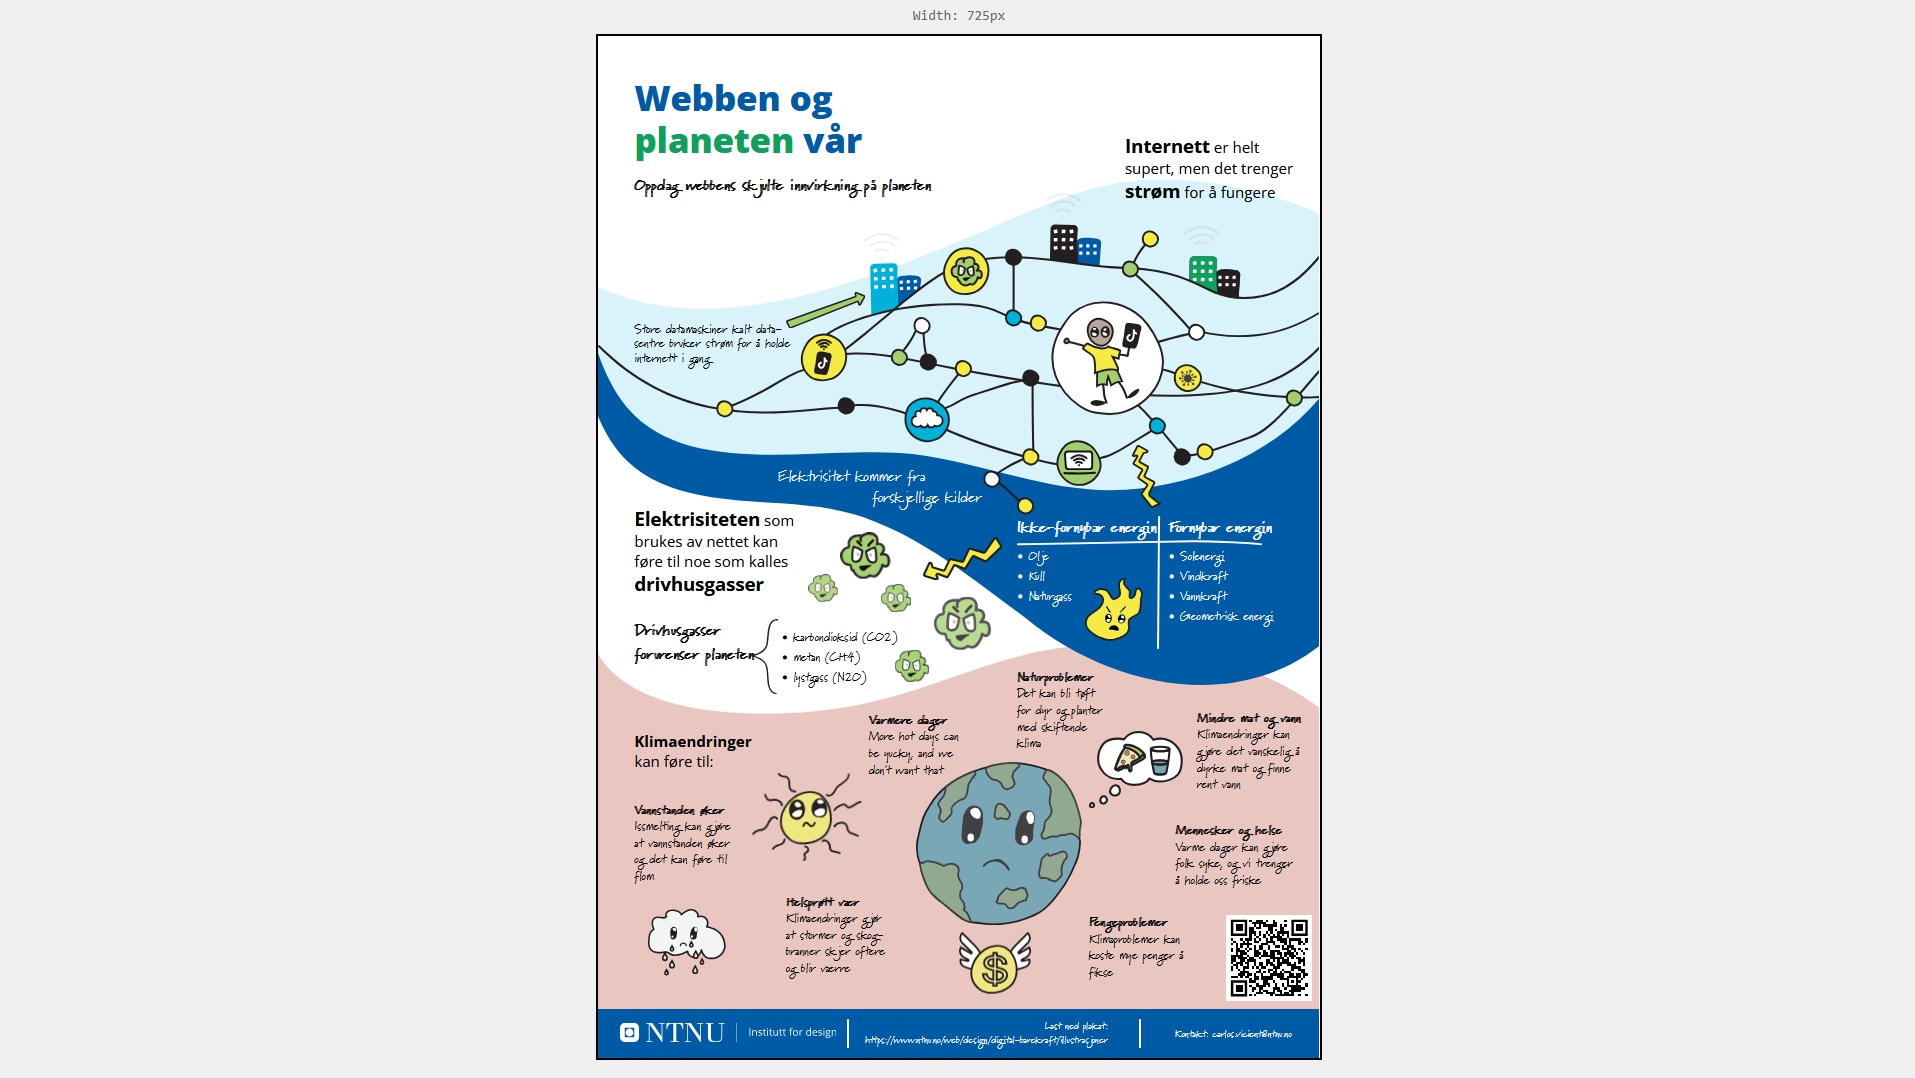 Width: 725px
Webben og
planeten vår
Oppdag webbens skjulte innvirkning på planeten
Internett er helt
supert, men det trenger
strøm for å fungere
Store datamaskiner kalt data-
sentre bruker strøm for å holde
internett i gang
Elektrisitet kommer fra
forskjellige kilder
Elektrisiteten som
brukes av nettet kan
føre til noe som kalles
drivhusgasser
Ikke-fornybar energin
Olje
Kull
Naturgass
Fornybar energin
Solenergi
Vindkraft
Vannkraft
Geometrisk energi
Drivhusgasser
forurenser planeten
karbondioksid (CO2)
metan (CH4)
lystgass (N2O)
Klimaendringer
kan føre til:
Varmere dager
More hot days can
be yucky, and we
don't want that
Naturproblemer
Det kan bli tøft
for dyr og planter
med skiftende
klima
Mindre mat og vann
Klimaendringer kan
gjøre det vanskelig å
dyrke mat og finne
rent vann
Vannstanden øker
Issmelting kan gjøre
at vannstanden øker
og det kan føre til
flom
Mennesker og helse
Varme dager kan gjøre
folk syke, og vi trenger
å holde oss friske
Helsprøtt vær
Klimaendringer gjør
at stormer og skog-
branner skjer oftere
og blir værre
Pengeproblemer
Klimaproblemer kan
koste mye penger å
fikse
NTNU
Institutt for design
Last ned plakat:
https://www.ntnu.no/web/design/digital-barekraft/illustrasjoner
Kontakt: carlos.vicient@ntnu.no